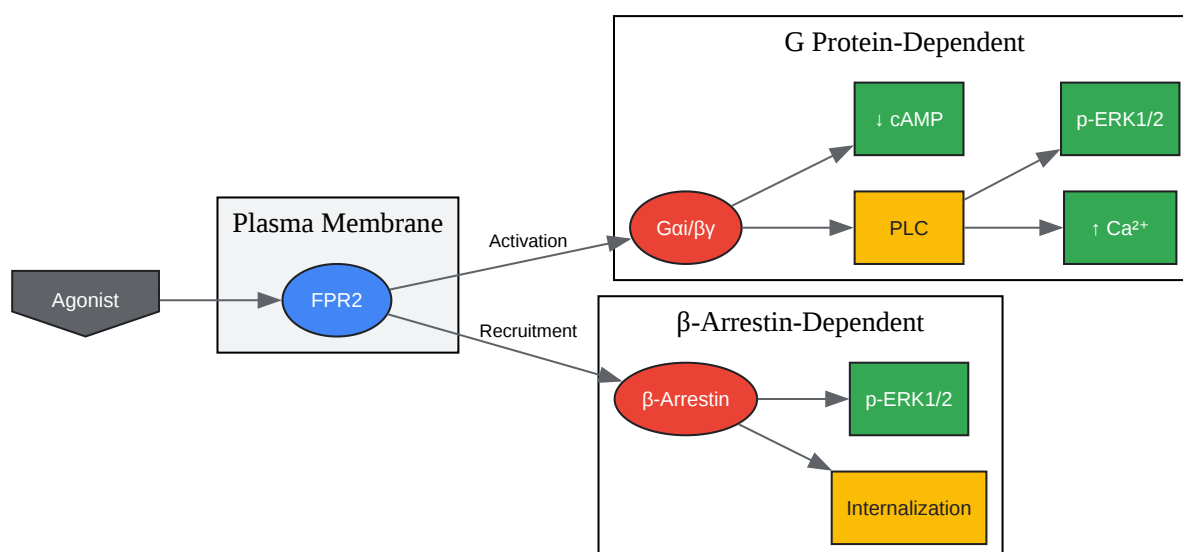 G Protein-Dependent
↓ cAMP
p-ERK1/2
Plasma Membrane
Activation
Gαi/βγ
PLC
↑ Ca²⁺
Agonist
FPR2
Recruitment
β-Arrestin-Dependent
β-Arrestin
p-ERK1/2
Internalization